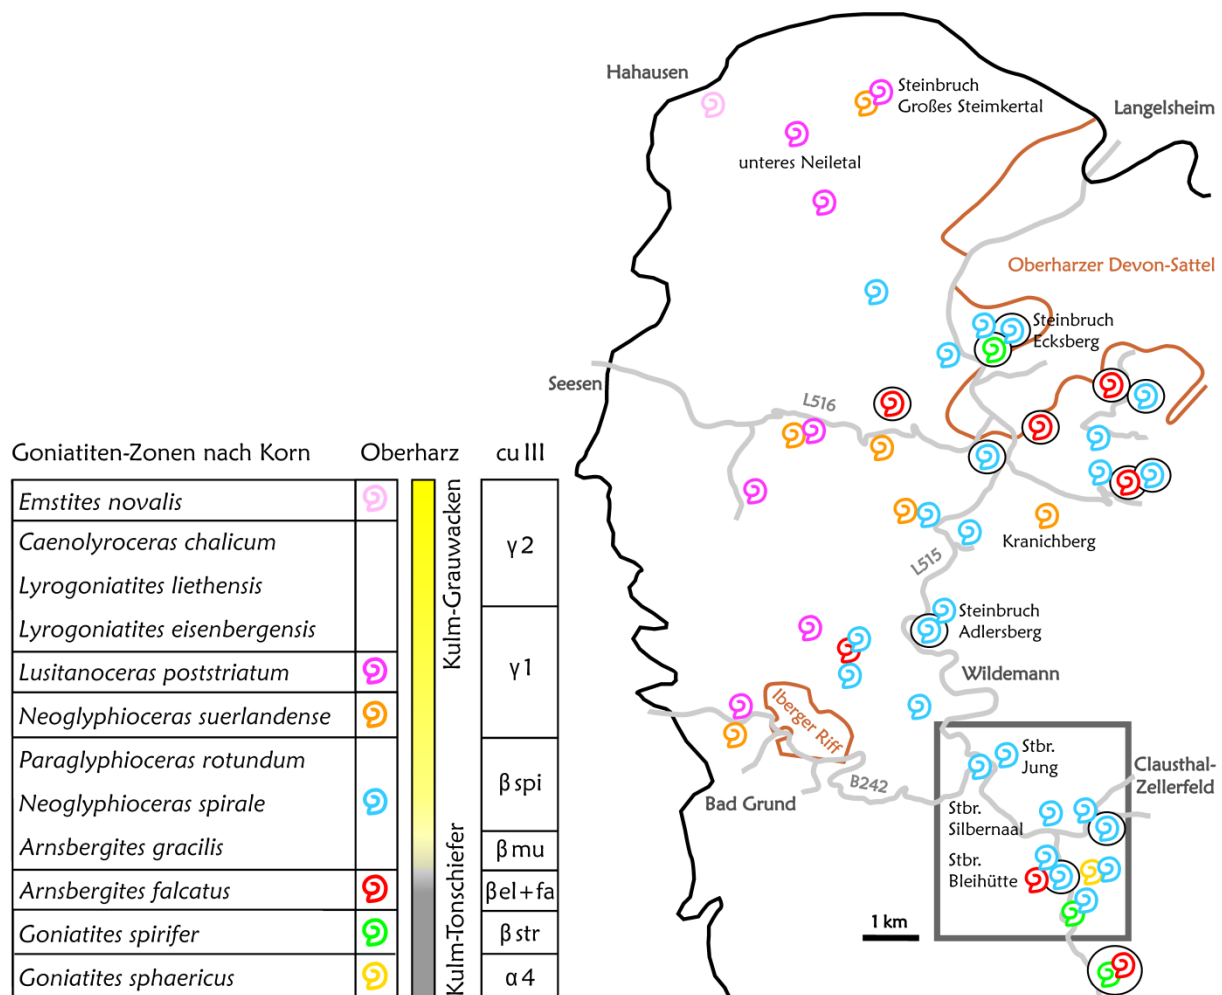 Hahausen
Steinbruch
Großes Steimkertal
Langelsheim
unteres Neiletal
Oberharzer Devon-Sattel
Steinbruch
Ecksberg
Seesen
L516
Kranichberg
L515
Steinbruch
Adlersberg
Wildemann
Iberger Riff
Stbr.
Jung
Clausthal-
Zellerfeld
B242
Bad Grund
Stbr.
Silbernaal
Stbr.
Bleihütte
1 km
Goniatiten-Zonen nach Korn
Oberharz
cu III
Emstites novalis
Caenolyroceras chalicum
γ 2
Lyrogoniatites liethensis
Lyrogoniatites eisenbergensis
γ 1
Lusitanoceras poststriatum
Neoglyphioceras suerlandense
Paraglyphioceras rotundum
β spi
Neoglyphioceras spirale
Arnsbergites gracilis
β mu
Arnsbergites falcatus
βel+fa
Goniatites spirifer
β str
Goniatites sphaericus
α 4
Kulm-Grauwacken
Kulm-Tonschiefer